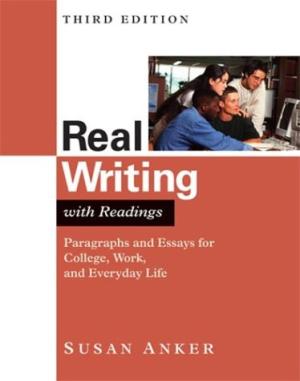 THIRD EDITION
Real
Writing
with Readings
Paragraphs and Essays for
College, Work,
and Everyday Life
SUSAN ANKER